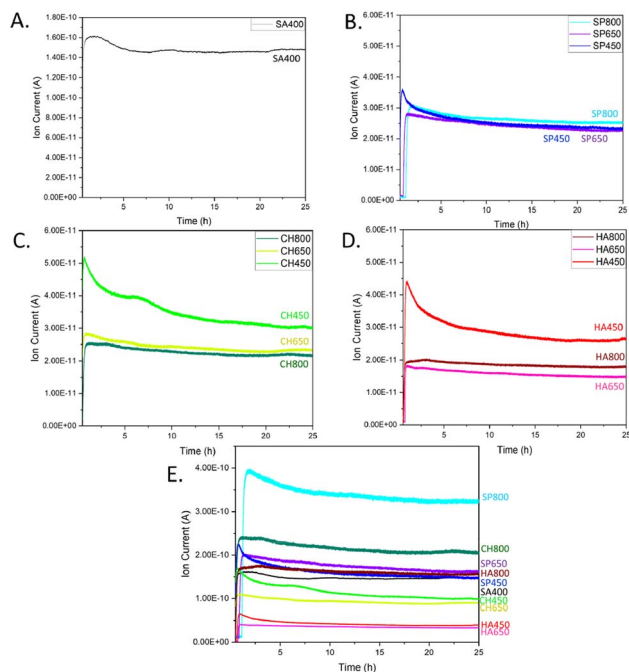 A.
1.80E-10
1.60E-10
1.40E-10
1.20E-10
1.00E-10
8.00E-11
6.00E-11
4.00E-11
2.00E-11
0.00E+00
Ion Current (A)
SA400
SA400
5 10 15 20 25
Time (h)
B.
5.00E-11
4.00E-11
3.00E-11
2.00E-11
1.00E-11
0.00E+00
Ion Current (A)
SP800
SP650
SP450
SP800
SP450 SP650
5 10 15 20 25
Time (h)
C.
6.00E-11
5.00E-11
4.00E-11
3.00E-11
2.00E-11
1.00E-11
0.00E+00
Ion Current (A)
CH800
CH650
CH450
CH450
CH650
CH800
5 10 15 20 25
Time (h)
D.
6.00E-11
5.00E-11
4.00E-11
3.00E-11
2.00E-11
1.00E-11
0.00E+00
Ion Current (A)
HA800
HA650
HA450
HA450
HA800
HA650
5 10 15 20 25
Time (h)
E.
4.00E-10
3.00E-10
2.00E-10
1.00E-10
0.00E+00
Ion Current (A)
SP800
CH800
SP650
HA800
SP450
SA400
CH450
CH650
HA450
HA650
5 10 15 20 25
Time (h)